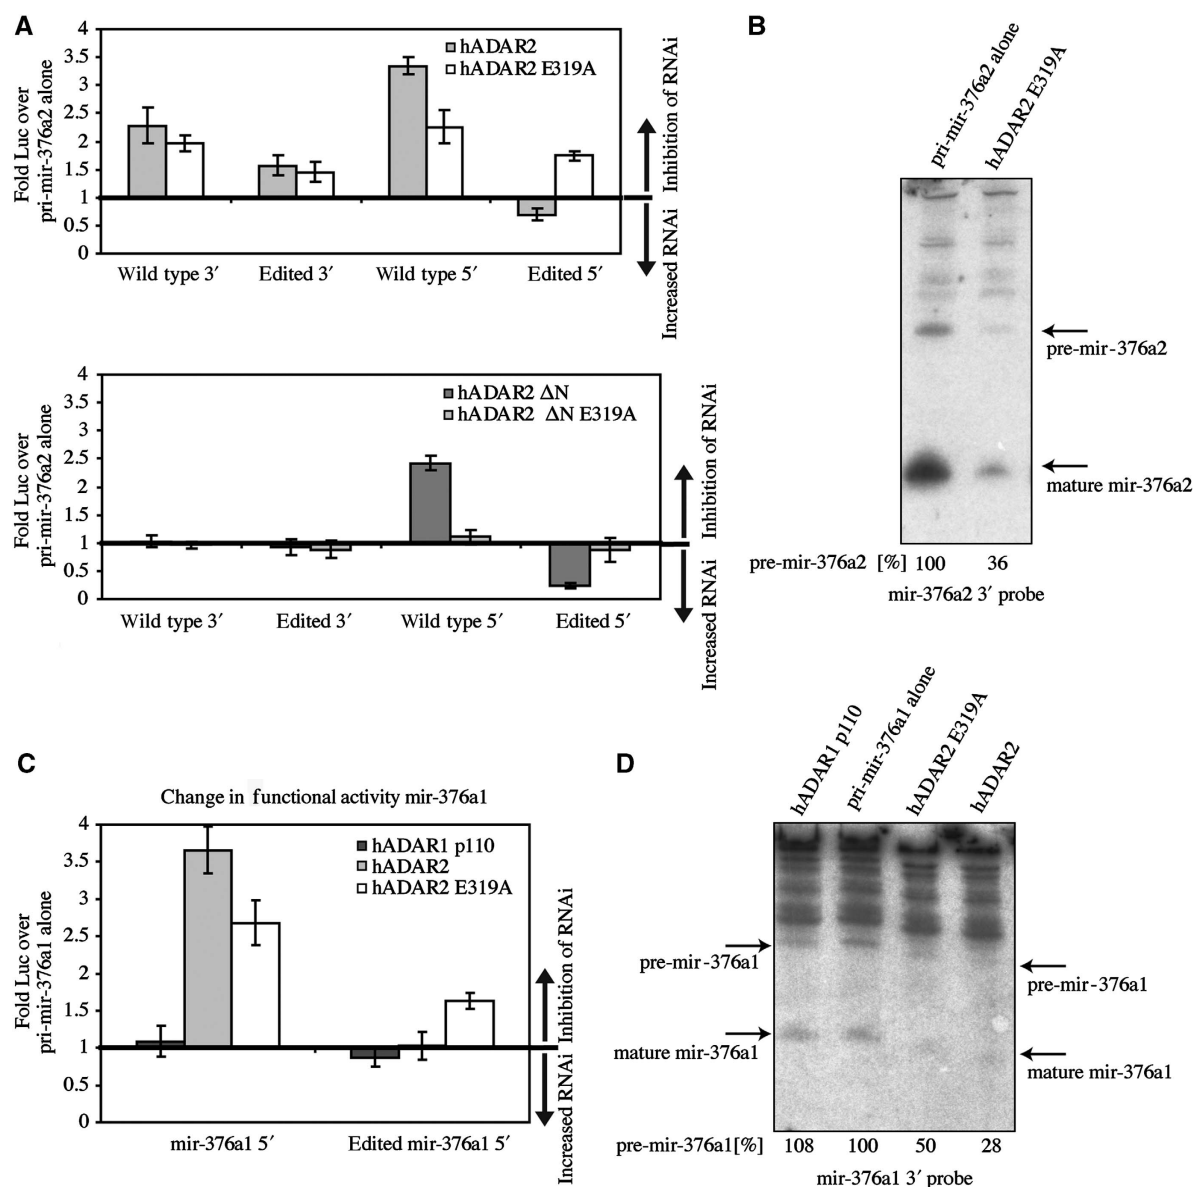 A
Fold Luc over
pri-mir-376a2 alone
4
3.5
3
2.5
2
1.5
1
0.5
0
hADAR2
hADAR2 E319A
Wild type 3′
Edited 3′
Wild type 5′
Edited 5′
Inhibition of RNAi
Increased RNAi
Fold Luc over
pri-mir-376a2 alone
4
3.5
3
2.5
2
1.5
1
0.5
0
hADAR2 ΔN
hADAR2 ΔN E319A
Wild type 3′
Edited 3′
Wild type 5′
Edited 5′
Inhibition of RNAi
Increased RNAi
B
pri-mir-376a2 alone
hADAR2 E319A
pre-mir-376a2
mature mir-376a2
pre-mir-376a2 [%] 100 36
mir-376a2 3′ probe
C
Change in functional activity mir-376a1
Fold Luc over
pri-mir-376a1 alone
4
3.5
3
2.5
2
1.5
1
0.5
0
hADAR1 p110
hADAR2
hADAR2 E319A
mir-376a1 5′
Edited mir-376a1 5′
Inhibition of RNAi
Increased RNAi
D
hADAR1 p110
pri-mir-376a1 alone
hADAR2 E319A
hADAR2
pre-mir-376a1
mature mir-376a1
pre-mir-376a1
mature mir-376a1
pre-mir-376a1[%] 108 100 50 28
mir-376a1 3′ probe